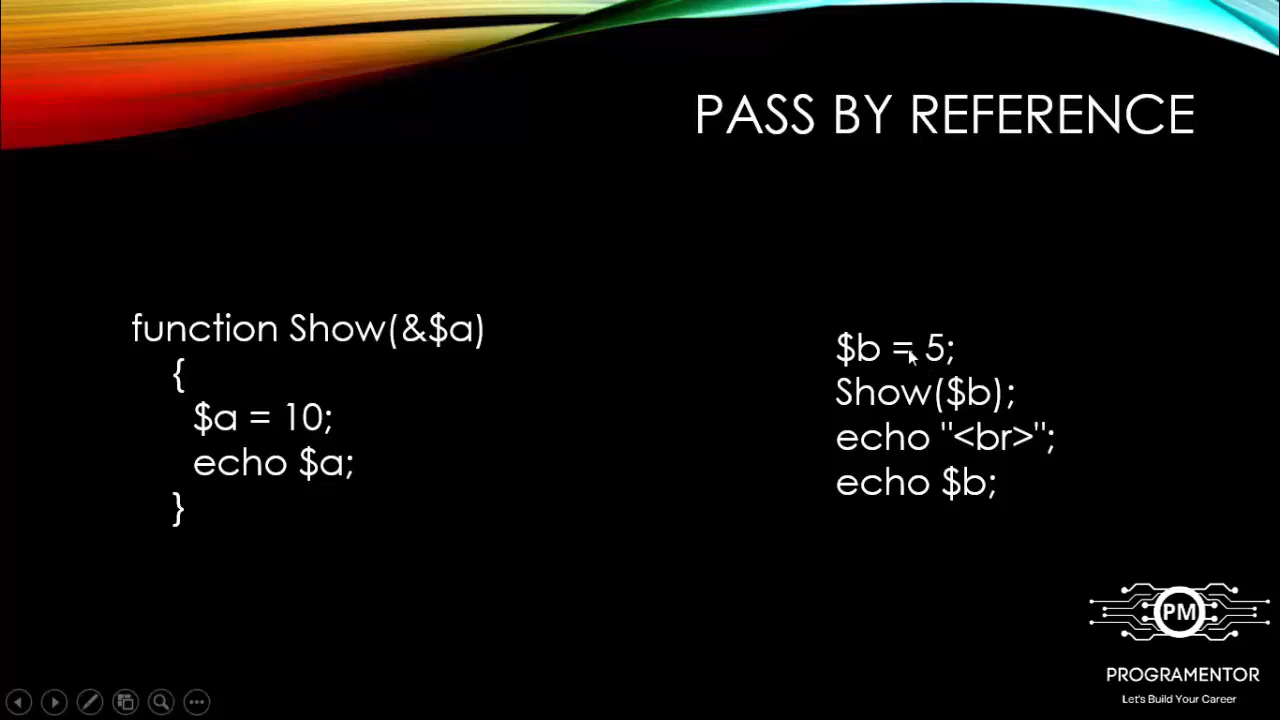 PASS BY REFERENCE
function Show(&$a)
{
$a = 10;
echo $a;
}
$b = 5;
Show($b);
echo "<br>";
echo $b;
PM
PROGRAMENTOR
Let's Build Your Career